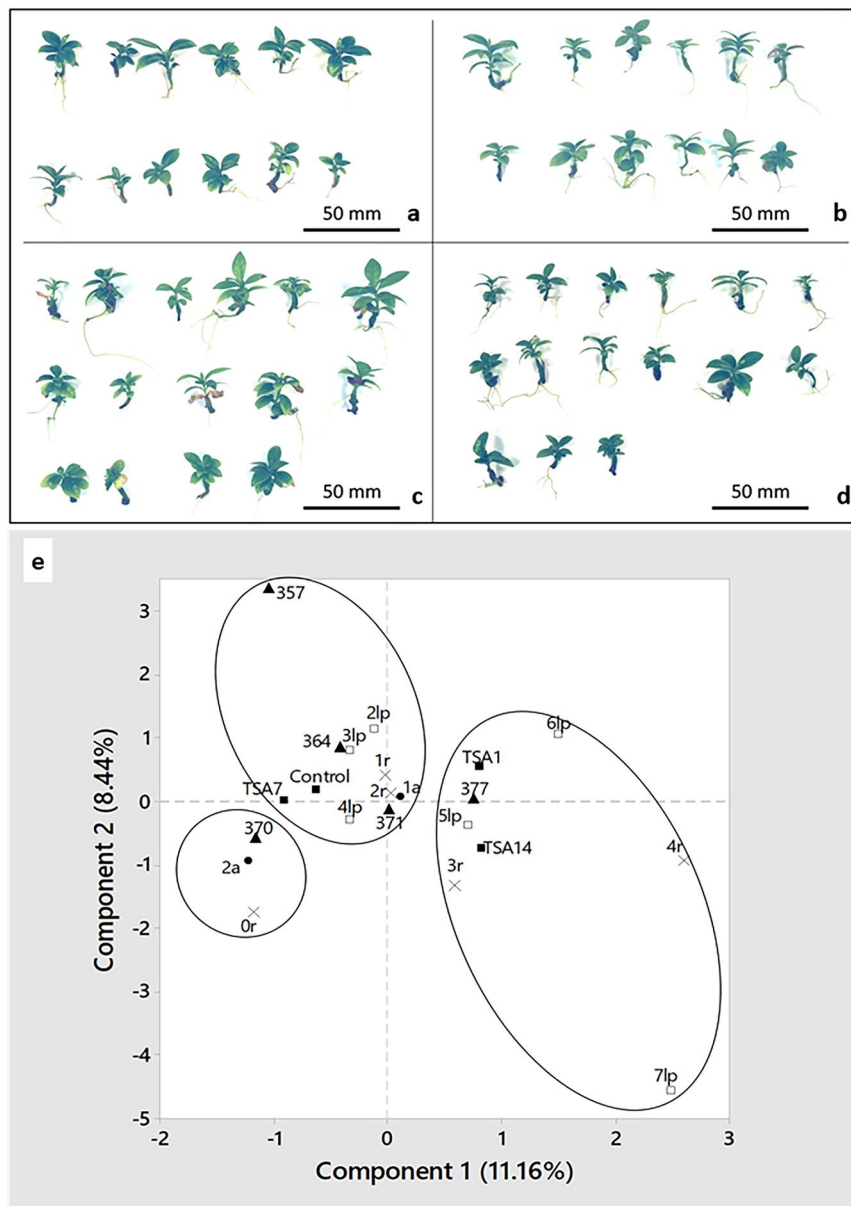 50 mm a
50 mm b
50 mm c
50 mm d
e
357
2lp
364
3lp
1r
Control
2r
1a
TSA7
4lp
371
370
2a
0r
6lp
TSA1
377
5lp
TSA14
3r
4r
7lp
3
2
1
0
-1
-2
-3
-4
-5
-2 -1 0 1 2 3
Component 2 (8.44%)
Component 1 (11.16%)